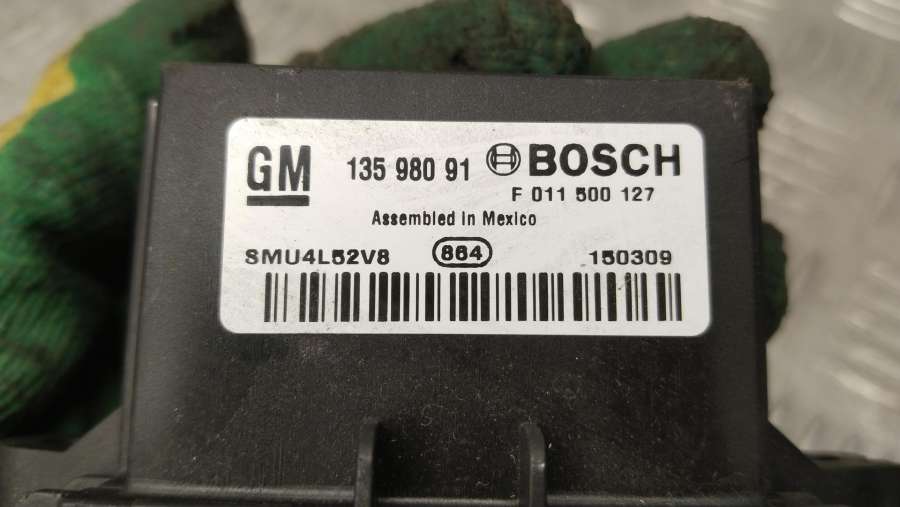 GM 135 980 91 BOSCH
F 011 500 127
Assembled in Mexico
SMU4L52V8 864 150309